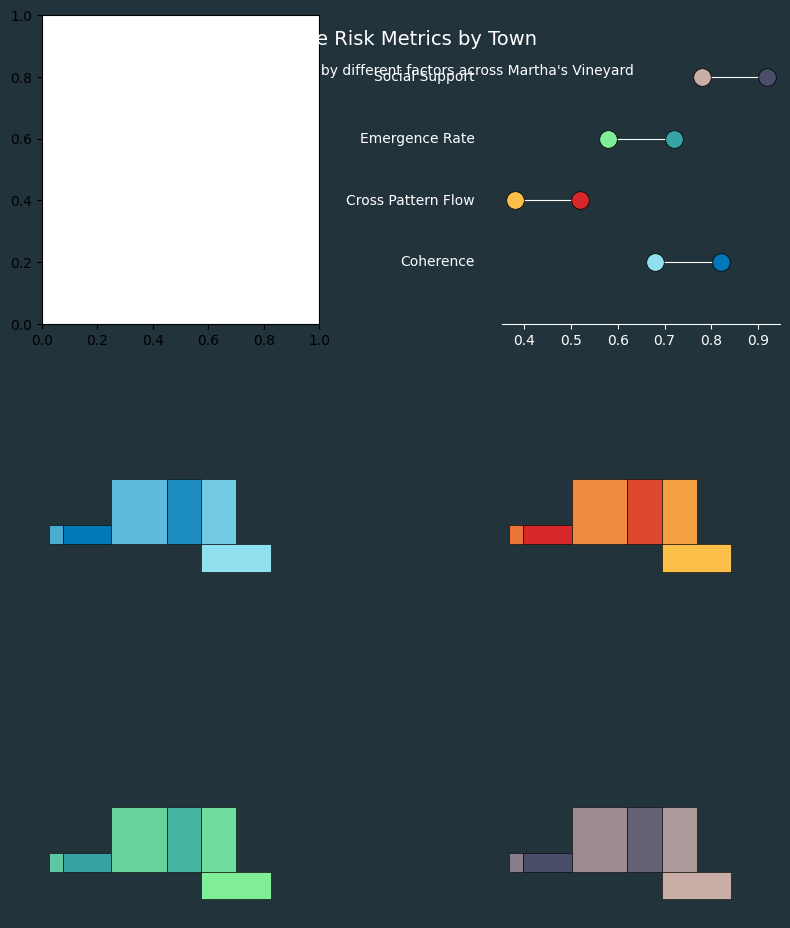 e Risk Metrics by Town
by different factors across Martha's Vineyard
1.0
0.8
0.6
0.4
0.2
0.0
0.0 0.2 0.4 0.6 0.8 1.0
Social Support
Emergence Rate
Cross Pattern Flow
Coherence
0.4 0.5 0.6 0.7 0.8 0.9